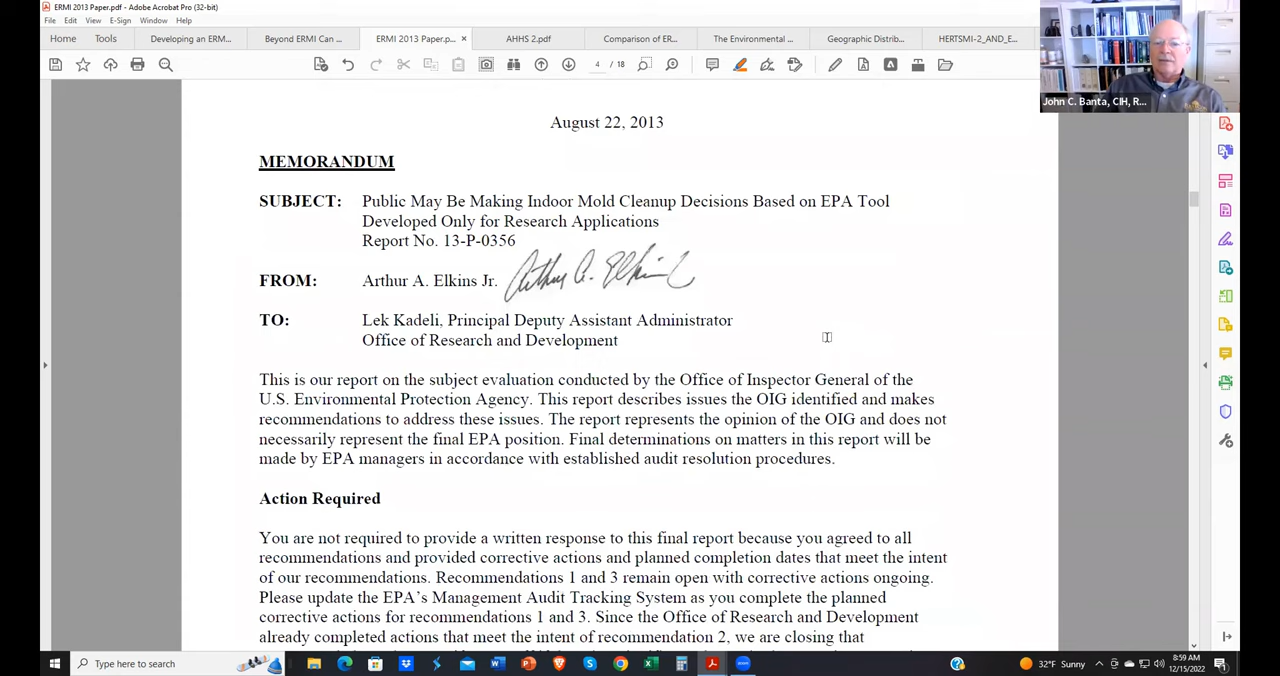 ERMI 2013 Paper.pdf - Adobe Acrobat Pro (32-bit)
File Edit View E-Sign Window Help
Home Tools Developing an ERM... Beyond ERMI Can ... ERMI 2013 Paper.p... × AHHS 2.pdf Comparison of ER... The Environmental ... Geographic Distrib... HERTSMI-2_AND_E...
4 / 18
John C. Banta, CIH, R...
August 22, 2013
MEMORANDUM
SUBJECT: Public May Be Making Indoor Mold Cleanup Decisions Based on EPA Tool
Developed Only for Research Applications
Report No. 13-P-0356
Arthur A. Elkins Jr.
FROM: Arthur A. Elkins Jr.
TO: Lek Kadeli, Principal Deputy Assistant Administrator
Office of Research and Development
This is our report on the subject evaluation conducted by the Office of Inspector General of the
U.S. Environmental Protection Agency. This report describes issues the OIG identified and makes
recommendations to address these issues. The report represents the opinion of the OIG and does not
necessarily represent the final EPA position. Final determinations on matters in this report will be
made by EPA managers in accordance with established audit resolution procedures.
Action Required
You are not required to provide a written response to this final report because you agreed to all
recommendations and provided corrective actions and planned completion dates that meet the intent
of our recommendations. Recommendations 1 and 3 remain open with corrective actions ongoing.
Please update the EPA's Management Audit Tracking System as you complete the planned
corrective actions for recommendations 1 and 3. Since the Office of Research and Development
already completed actions that meet the intent of recommendation 2, we are closing that
Type here to search
32°F Sunny
8:59 AM
12/15/2022